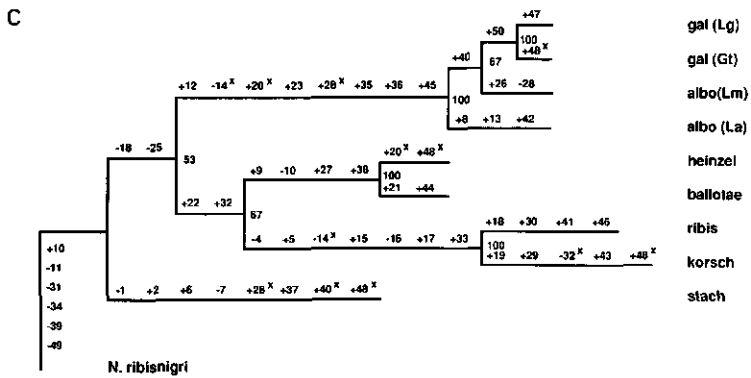 C
+47
gal (Lg)
+50
100
+40
+48 x
gal (Gt)
67
+12 -14 x +20 x +23 +28 x +35 +36 +45
+26 -28
albo(Lm)
100
+8 +13 +42
albo (La)
-18 -25
53
+20 x +48 x
heinzel
+9 -10 +27 +38
100
+21 +44
ballotae
+22 +32
67
+18 +30 +41 +46
ribis
-4 +5 -14 x +15 -16 +17 +33
100
+19 +29 -32 x +43 +48 x
korsch
+10
-11
-31
-34
-39
-49
-1 +2 +6 -7 +28 x +37 +40 x +48 x
stach
N. ribisnigri